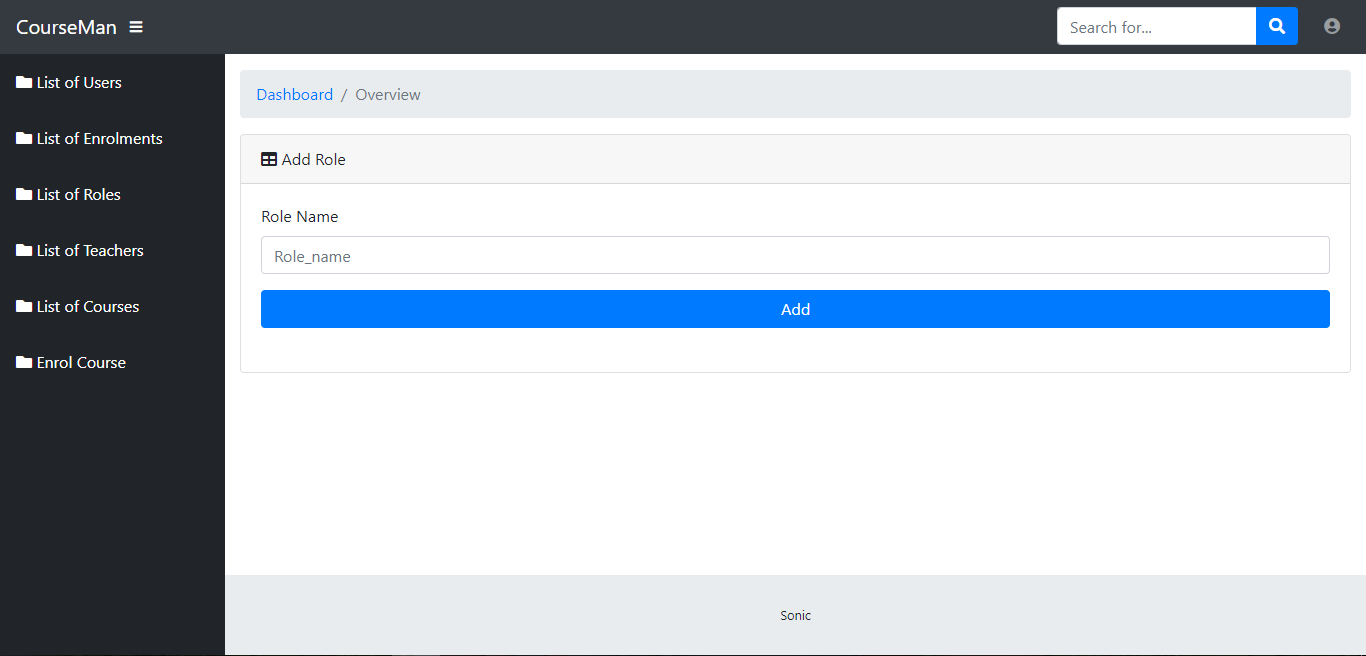 CourseMan
Search for...
List of Users
List of Enrolments
List of Roles
List of Teachers
List of Courses
Enrol Course
Dashboard / Overview
Add Role
Role Name
Role_name
Add
Sonic